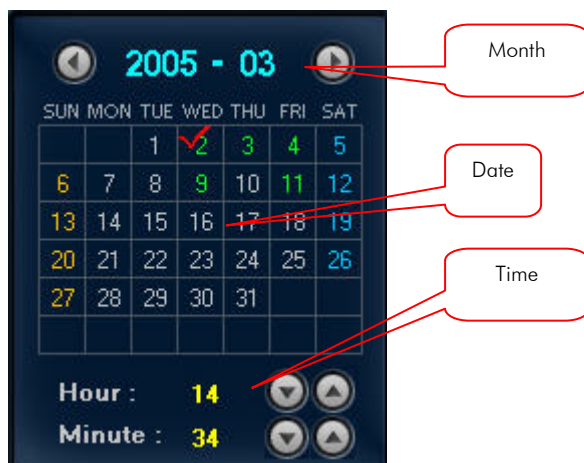 2005 - 03
Month
SUN MON TUE WED THU FRI SAT
1 2 3 4 5
6 7 8 9 10 11 12
Date
13 14 15 16 17 18 19
20 21 22 23 24 25 26
Time
27 28 29 30 31
Hour : 14
Minute : 34